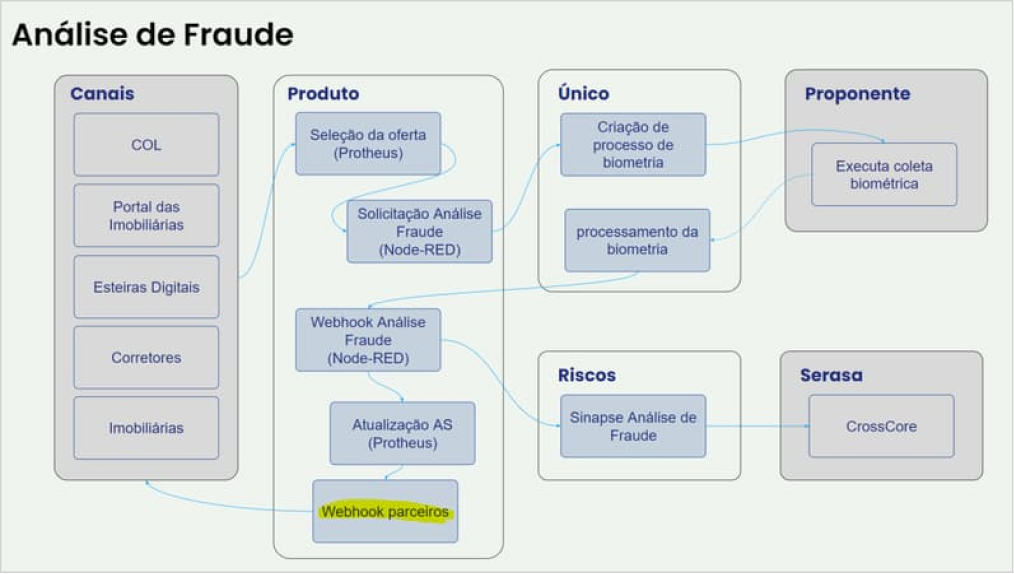 Análise de Fraude
Canais
COL
Portal das
Imobiliárias
Esteiras Digitais
Corretores
Imobiliárias
Produto
Seleção da oferta
(Protheus)
Solicitação Análise
Fraude
(Node-RED)
Webhook Análise
Fraude
(Node-RED)
Atualização AS
(Protheus)
Webhook parceiros
Único
Criação de
processo de
biometria
processamento da
biometria
Proponente
Executa coleta
biométrica
Riscos
Sinapse Análise de
Fraude
Serasa
CrossCore